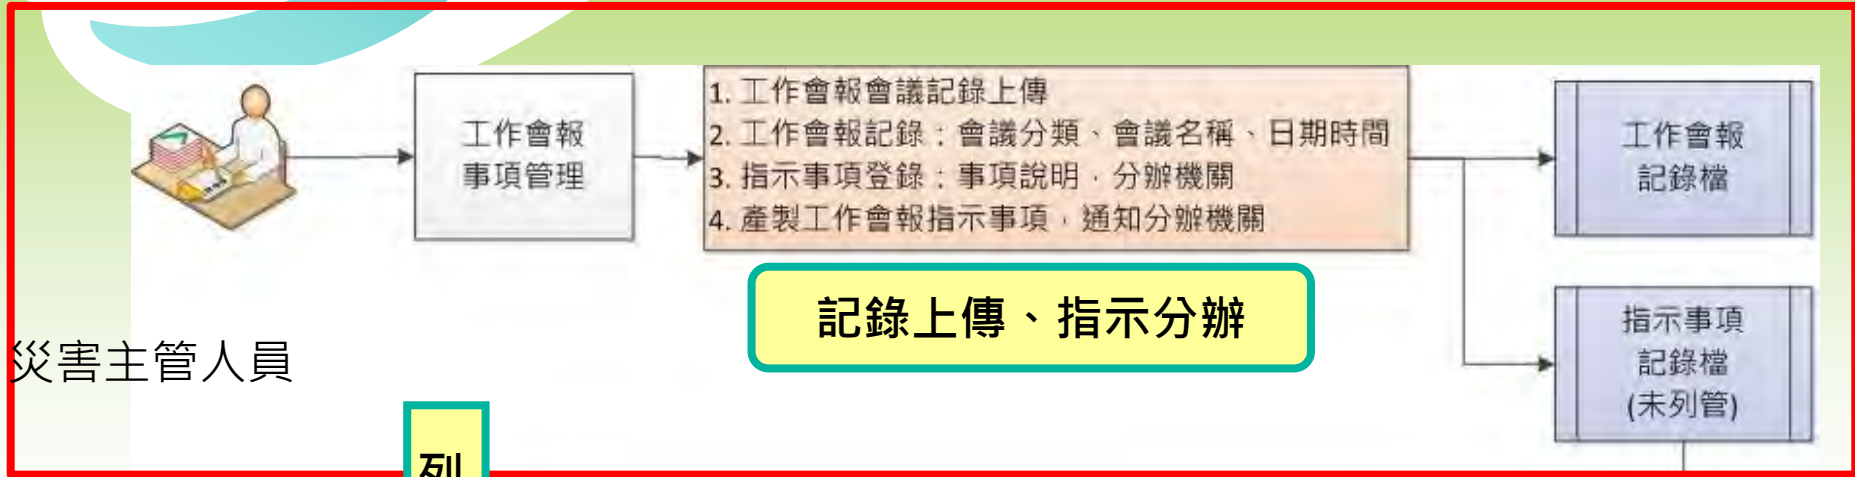 工作會報
事項管理
1. 工作會報會議記錄上傳
2. 工作會報記錄：會議分類、會議名稱、日期時間
3. 指示事項登錄：事項說明，分辦機關
4. 產製工作會報指示事項，通知分辦機關
工作會報
記錄檔
記錄上傳、指示分辦
指示事項
記錄檔
(未列管)
災害主管人員
列